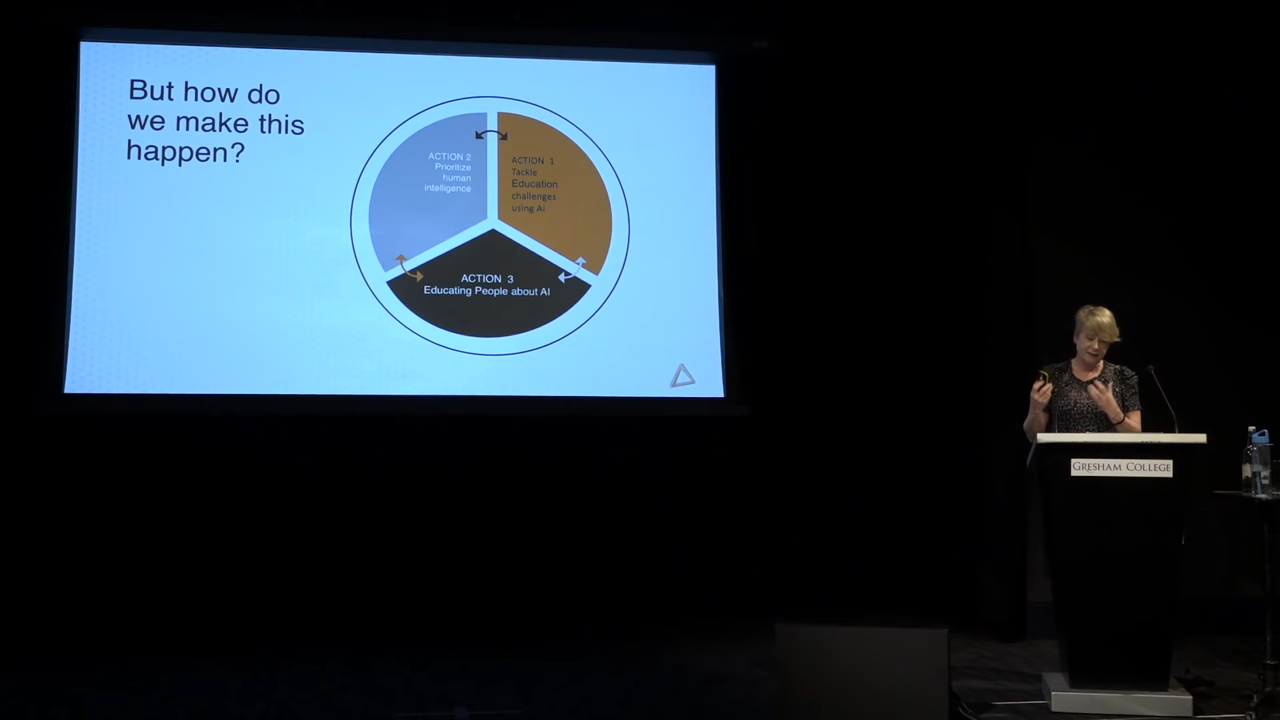 But how do
we make this
happen?
ACTION 2
Prioritize
human
intelligence
ACTION 1
Tackle
Education
challenges
using AI
ACTION 3
Educating People about AI
GRESHAM COLLEGE